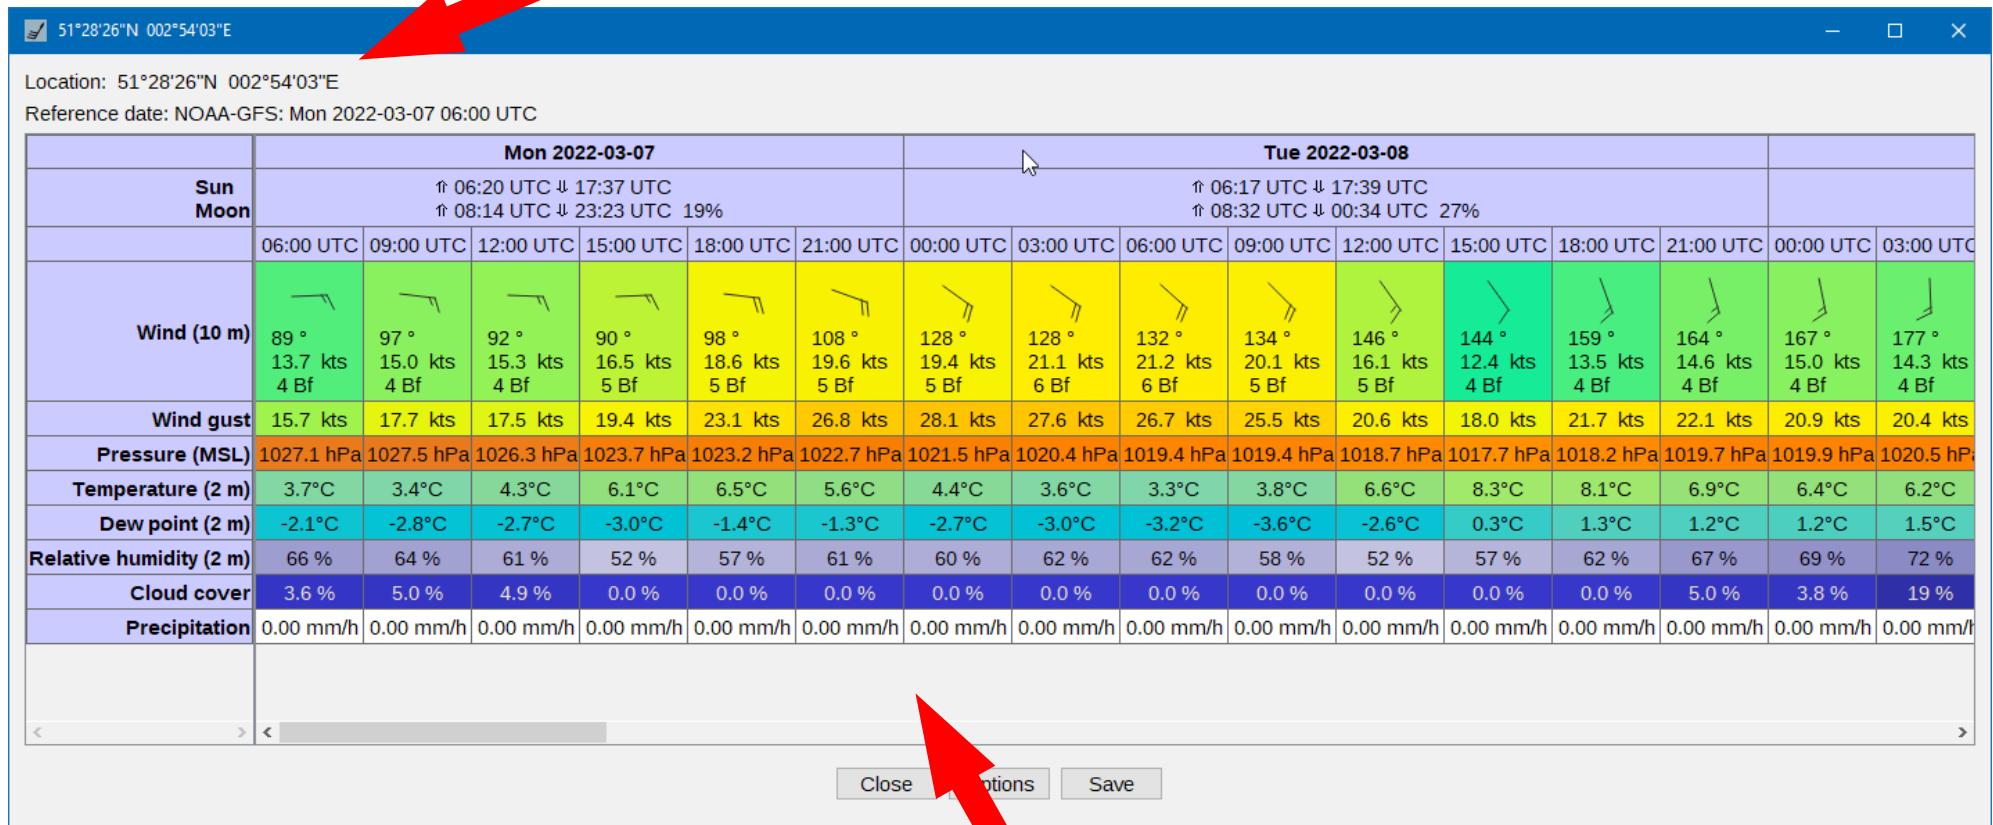 51°28'26"N 002°54'03"E
Location: 51°28'26"N 002°54'03"E
Reference date: NOAA-GFS: Mon 2022-03-07 06:00 UTC
Mon 2022-03-07 Tue 2022-03-08
Sun ⇑ 06:20 UTC ⇓ 17:37 UTC ⇑ 06:17 UTC ⇓ 17:39 UTC
Moon ⇑ 08:14 UTC ⇓ 23:23 UTC 19% ⇑ 08:32 UTC ⇓ 00:34 UTC 27%
06:00 UTC 09:00 UTC 12:00 UTC 15:00 UTC 18:00 UTC 21:00 UTC 00:00 UTC 03:00 UTC 06:00 UTC 09:00 UTC 12:00 UTC 15:00 UTC 18:00 UTC 21:00 UTC 00:00 UTC 03:00 UTC
Wind (10 m) 89 ° 97 ° 92 ° 90 ° 98 ° 108 ° 128 ° 128 ° 132 ° 134 ° 146 ° 144 ° 159 ° 164 ° 167 ° 177 °
13.7 kts 15.0 kts 15.3 kts 16.5 kts 18.6 kts 19.6 kts 19.4 kts 21.1 kts 21.2 kts 20.1 kts 16.1 kts 12.4 kts 13.5 kts 14.6 kts 15.0 kts 14.3 kts
4 Bf 4 Bf 4 Bf 5 Bf 5 Bf 5 Bf 5 Bf 6 Bf 6 Bf 5 Bf 5 Bf 4 Bf 4 Bf 4 Bf 4 Bf 4 Bf
Wind gust 15.7 kts 17.7 kts 17.5 kts 19.4 kts 23.1 kts 26.8 kts 28.1 kts 27.6 kts 26.7 kts 25.5 kts 20.6 kts 18.0 kts 21.7 kts 22.1 kts 20.9 kts 20.4 kts
Pressure (MSL) 1027.1 hPa 1027.5 hPa 1026.3 hPa 1023.7 hPa 1023.2 hPa 1022.7 hPa 1021.5 hPa 1020.4 hPa 1019.4 hPa 1019.4 hPa 1018.7 hPa 1017.7 hPa 1018.2 hPa 1019.7 hPa 1019.9 hPa 1020.5 hPa
Temperature (2 m) 3.7°C 3.4°C 4.3°C 6.1°C 6.5°C 5.6°C 4.4°C 3.6°C 3.3°C 3.8°C 6.6°C 8.3°C 8.1°C 6.9°C 6.4°C 6.2°C
Dew point (2 m) -2.1°C -2.8°C -2.7°C -3.0°C -1.4°C -1.3°C -2.7°C -3.0°C -3.2°C -3.6°C -2.6°C 0.3°C 1.3°C 1.2°C 1.2°C 1.5°C
Relative humidity (2 m) 66 % 64 % 61 % 52 % 57 % 61 % 60 % 62 % 62 % 58 % 52 % 57 % 62 % 67 % 69 % 72 %
Cloud cover 3.6 % 5.0 % 4.9 % 0.0 % 0.0 % 0.0 % 0.0 % 0.0 % 0.0 % 0.0 % 0.0 % 0.0 % 0.0 % 5.0 % 3.8 % 19 %
Precipitation 0.00 mm/h 0.00 mm/h 0.00 mm/h 0.00 mm/h 0.00 mm/h 0.00 mm/h 0.00 mm/h 0.00 mm/h 0.00 mm/h 0.00 mm/h 0.00 mm/h 0.00 mm/h 0.00 mm/h 0.00 mm/h 0.00 mm/h 0.00 mm/h
Close Options Save